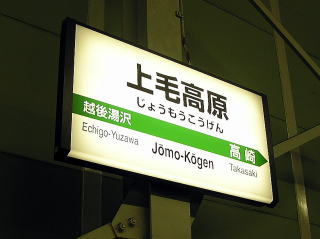 上毛高原
じょうもうこうげん
越後湯沢
Echigo-Yuzawa
Jōmo-Kōgen
高崎
Takasaki